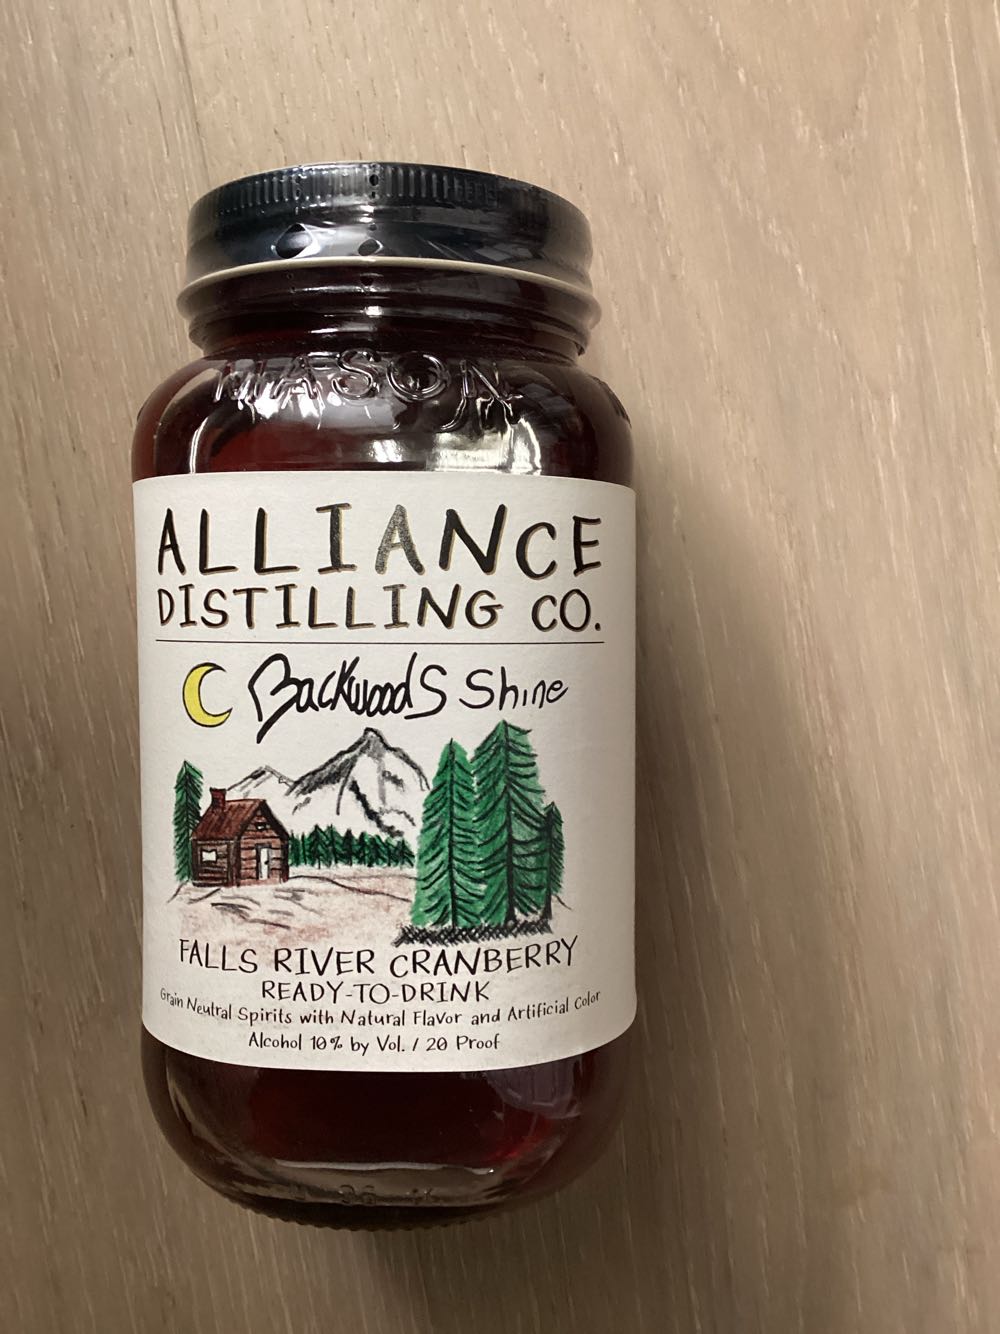 MASON
ALLIANCE
DISTILLING CO.
BackwoodS Shine
FALLS RIVER CRANBERRY
READY-TO-DRINK
Grain Neutral Spirits with Natural Flavor and Artificial Color
Alcohol 10% by Vol. / 20 Proof